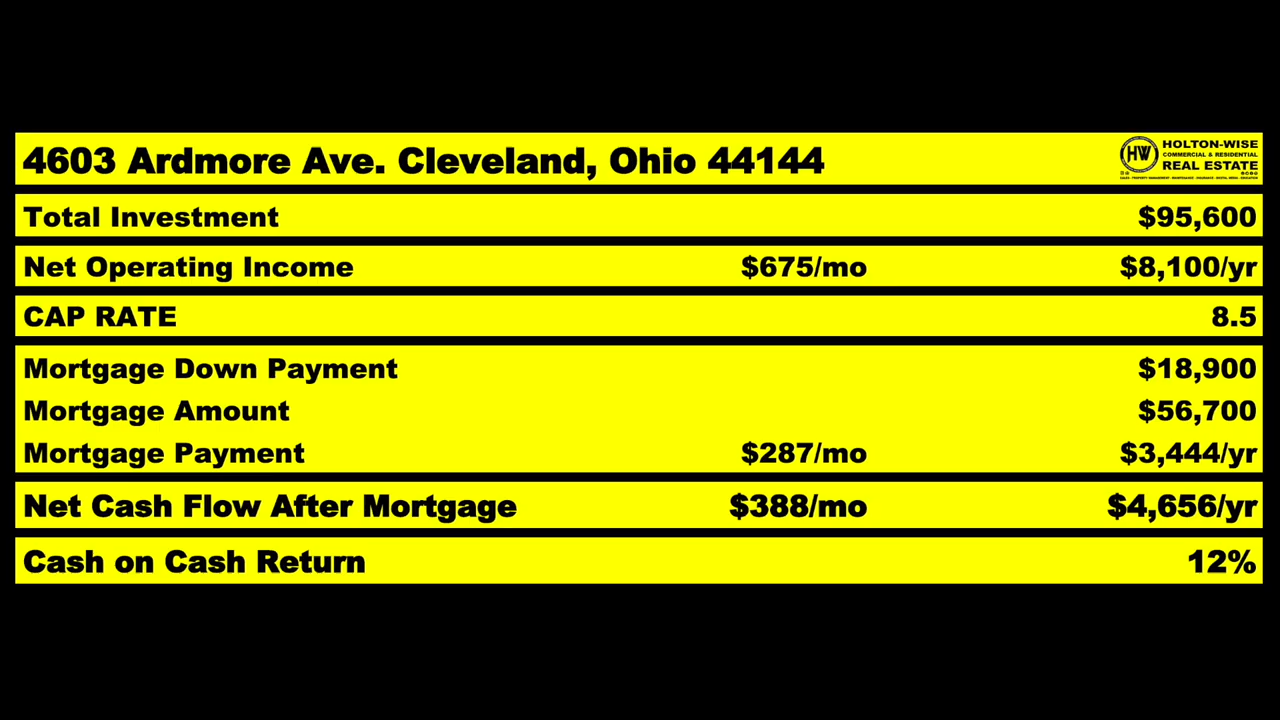 4603 Ardmore Ave. Cleveland, Ohio 44144
HW
HOLTON-WISE
COMMERCIAL & RESIDENTIAL
REAL ESTATE
Total Investment $95,600
Net Operating Income $675/mo $8,100/yr
CAP RATE 8.5
Mortgage Down Payment $18,900
Mortgage Amount $56,700
Mortgage Payment $287/mo $3,444/yr
Net Cash Flow After Mortgage $388/mo $4,656/yr
Cash on Cash Return 12%